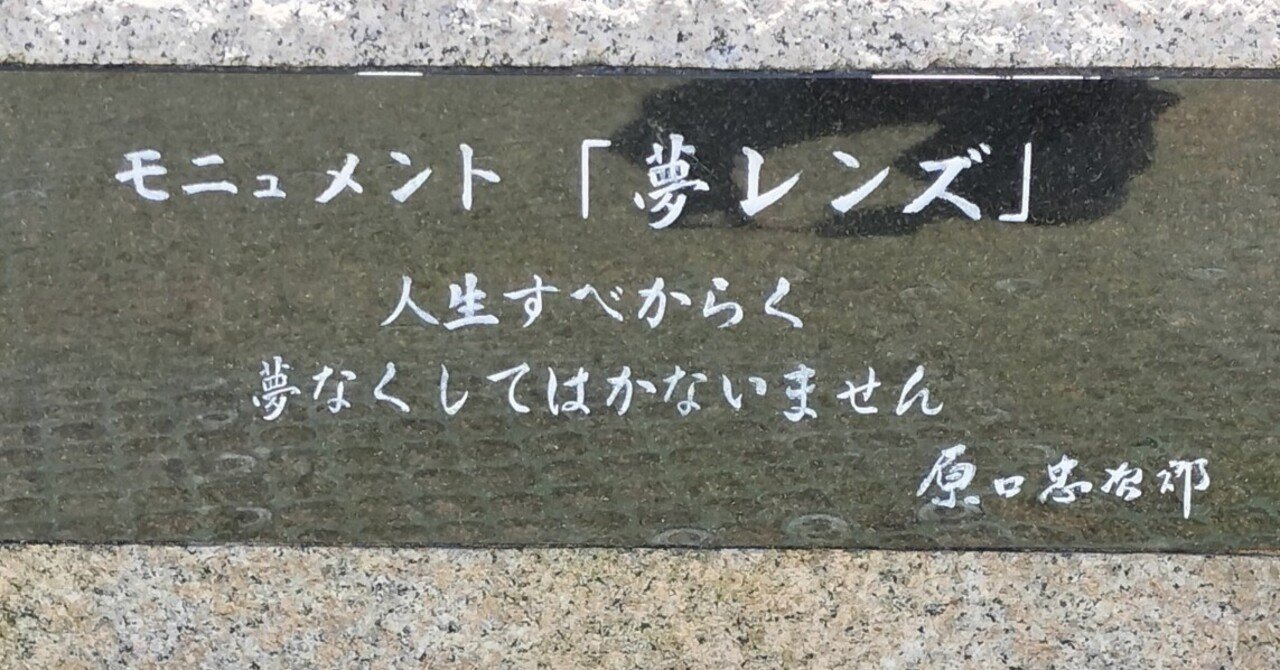 モニュメント「夢レンズ」
人生すべからく
夢なくしてはかないません
原口忠次郎